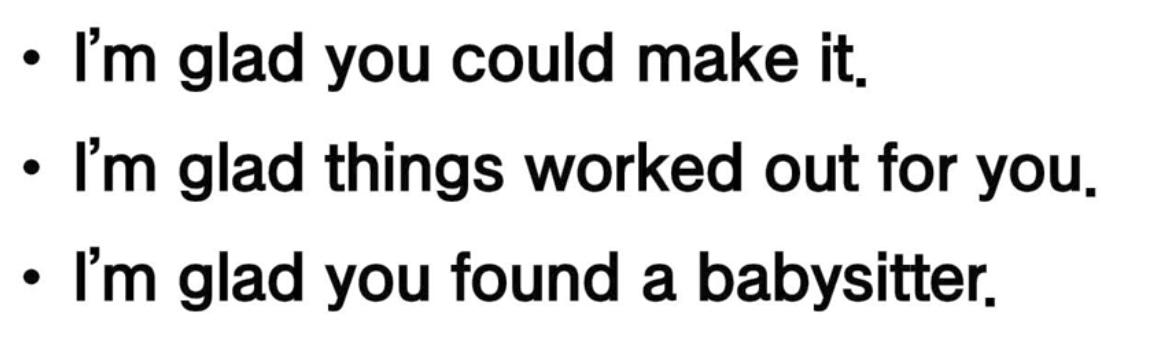 • I’m glad you could make it.
• I’m glad things worked out for you.
• I’m glad you found a babysitter.